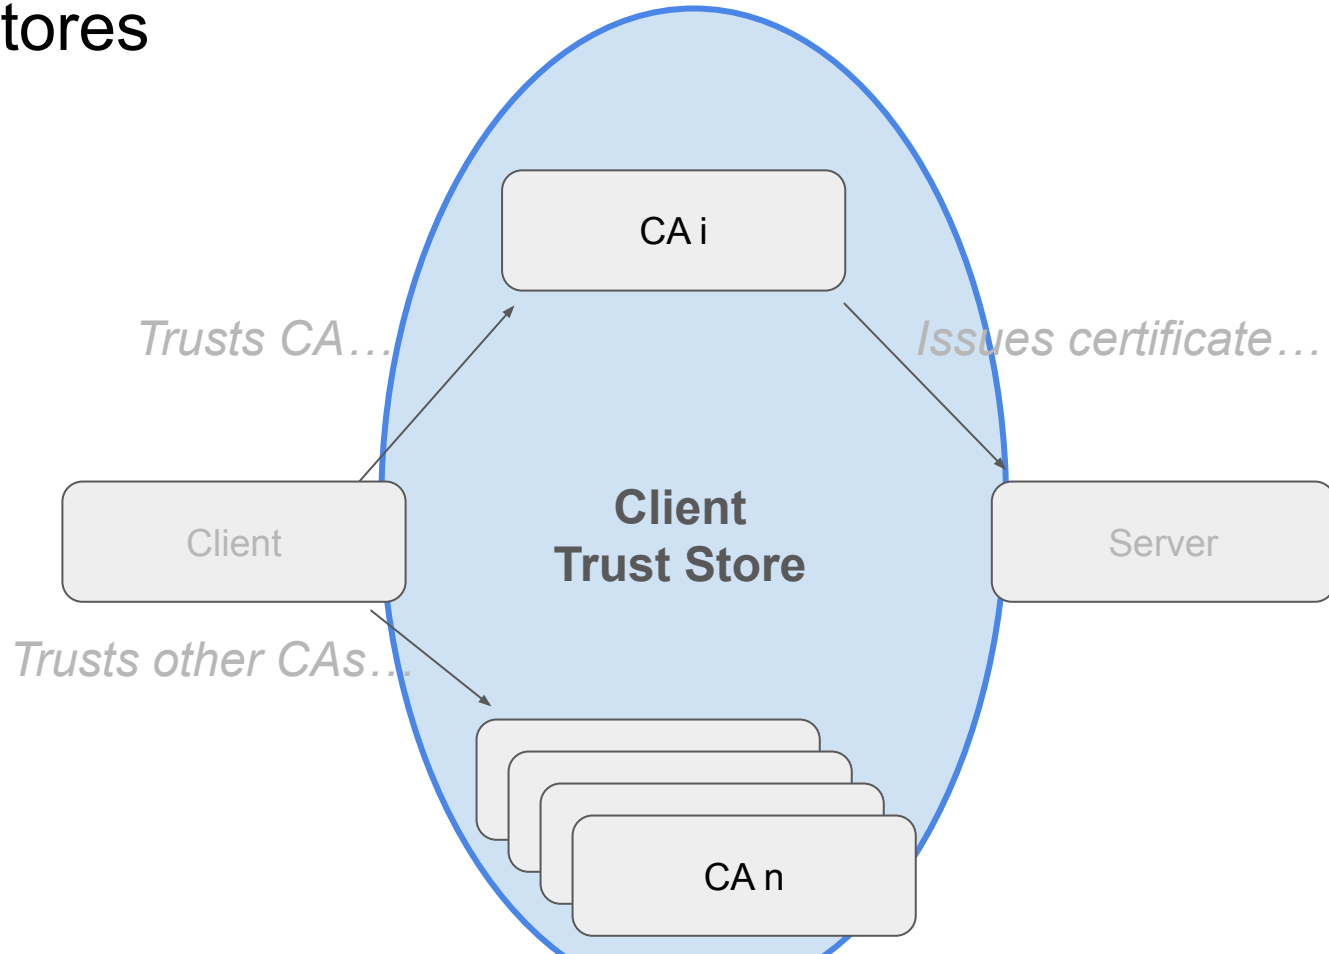 tores
CA i
Trusts CA…
Issues certificate…
Client
Client
Trust Store
Server
Trusts other CAs…
CA n